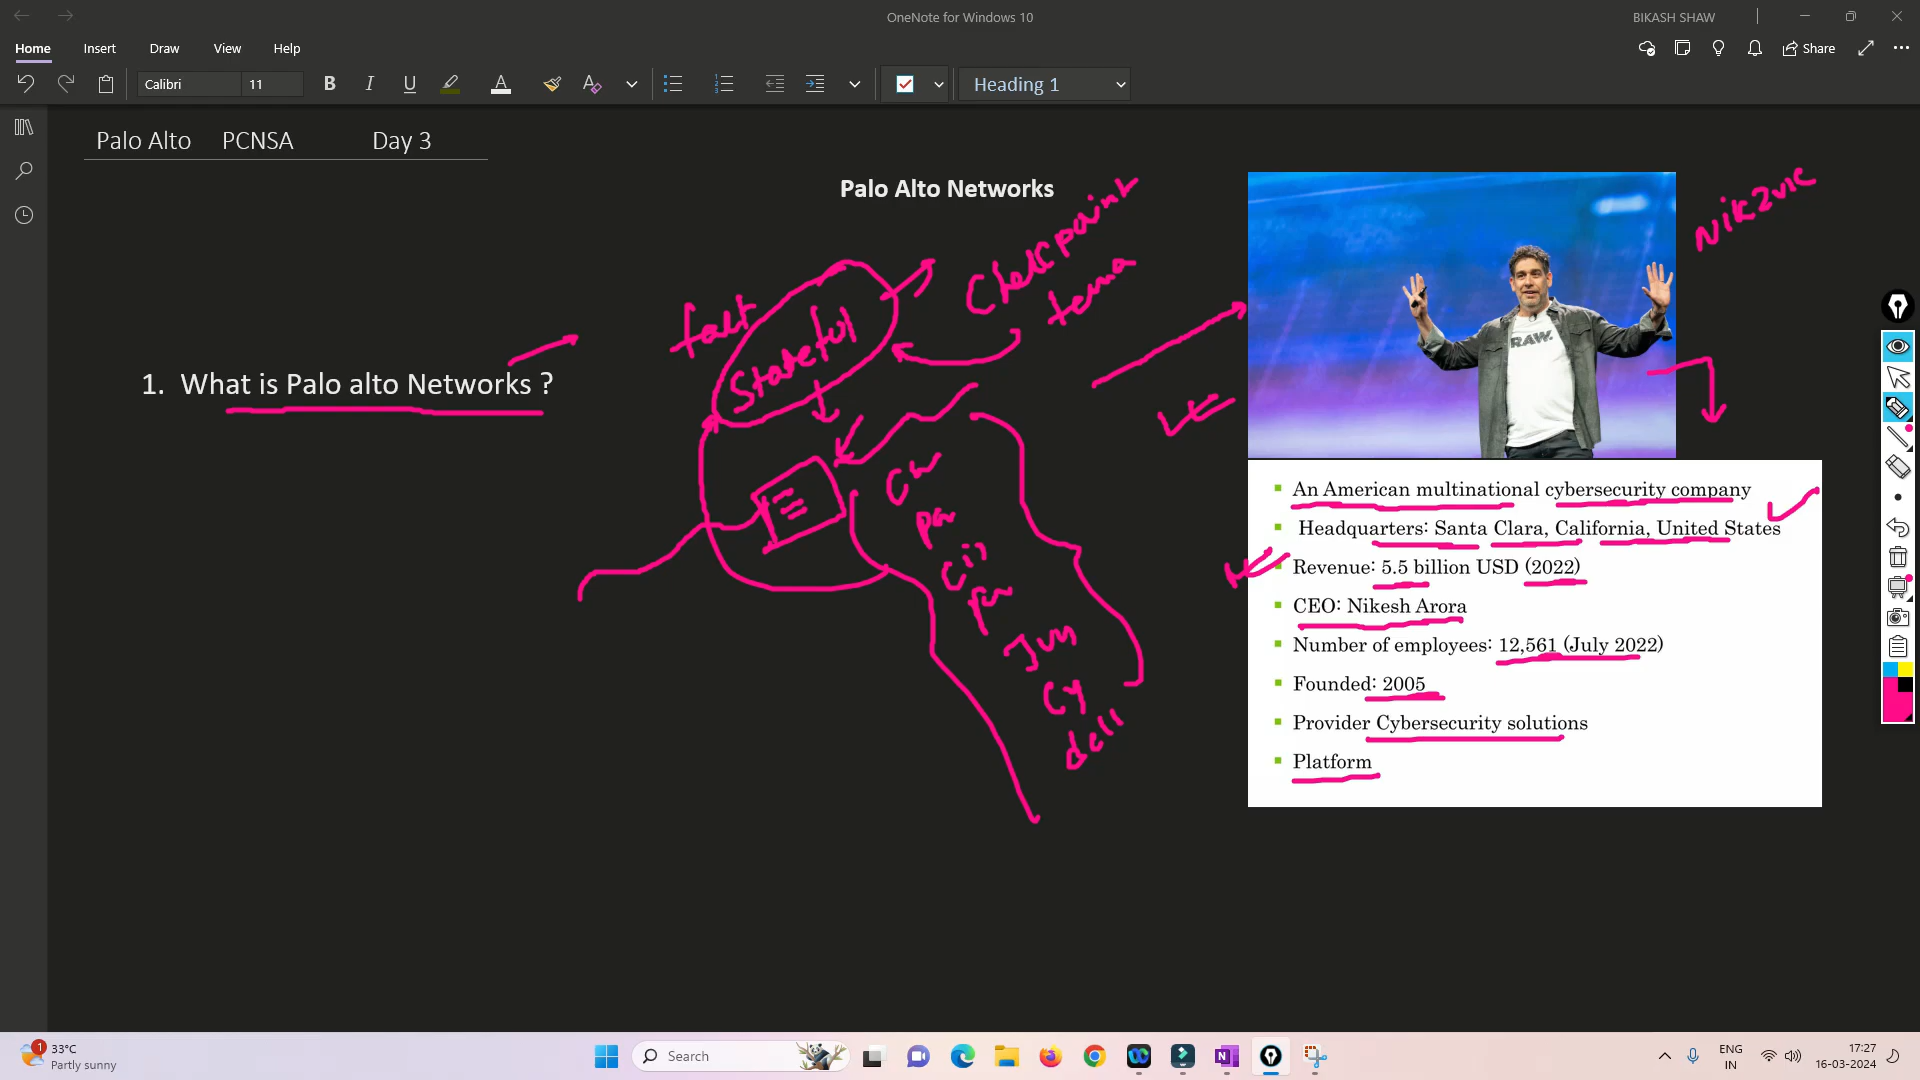 OneNote for Windows 10
BIKASH SHAW
Home Insert Draw View Help
Share
Calibri 11 B I U A A Heading 1
Palo Alto PCNSA Day 3
Palo Alto Networks
1. What is Palo alto Networks ?
fast
Stateful
tema
RAW.
dell
An American multinational cybersecurity company
Headquarters: Santa Clara, California, United States
Revenue: 5.5 billion USD (2022)
CEO: Nikesh Arora
Number of employees: 12,561 (July 2022)
Founded: 2005
Provider Cybersecurity solutions
Platform
1
33°C
Partly sunny
Search
ENG
IN
17:27
16-03-2024